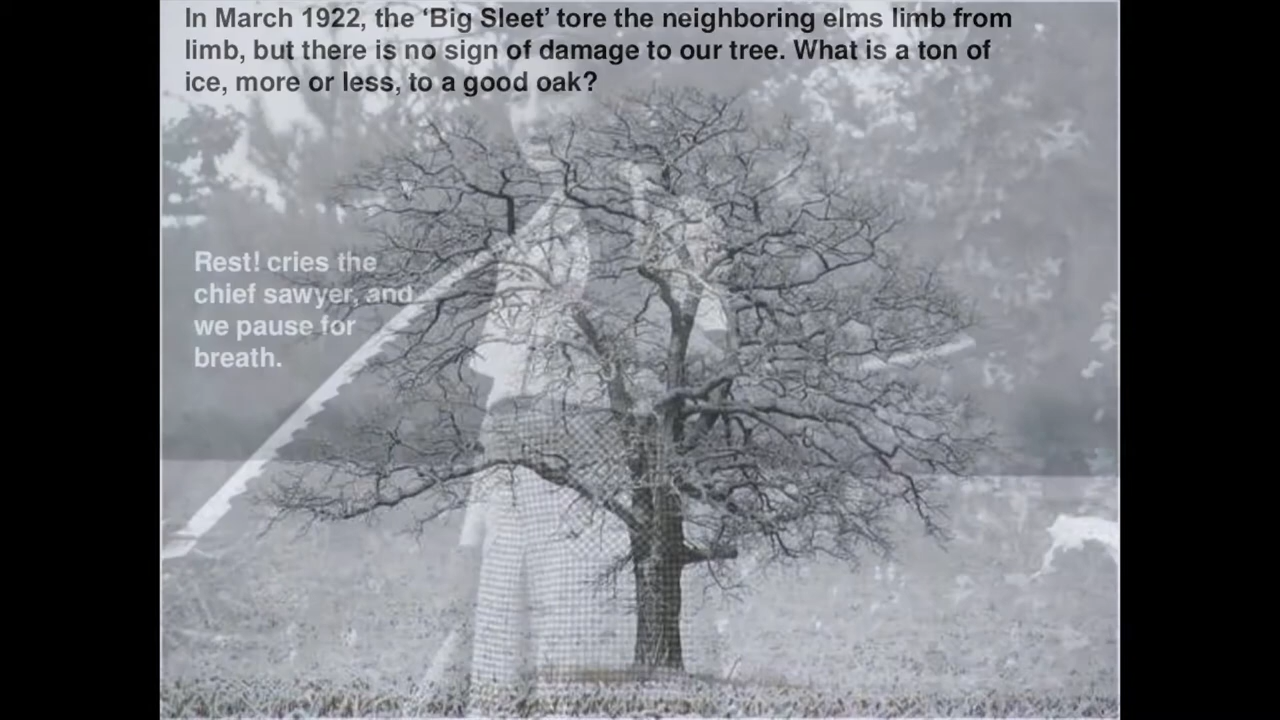 In March 1922, the ‘Big Sleet’ tore the neighboring elms limb from
limb, but there is no sign of damage to our tree. What is a ton of
ice, more or less, to a good oak?
Rest! cries the
chief sawyer, and
we pause for
breath.